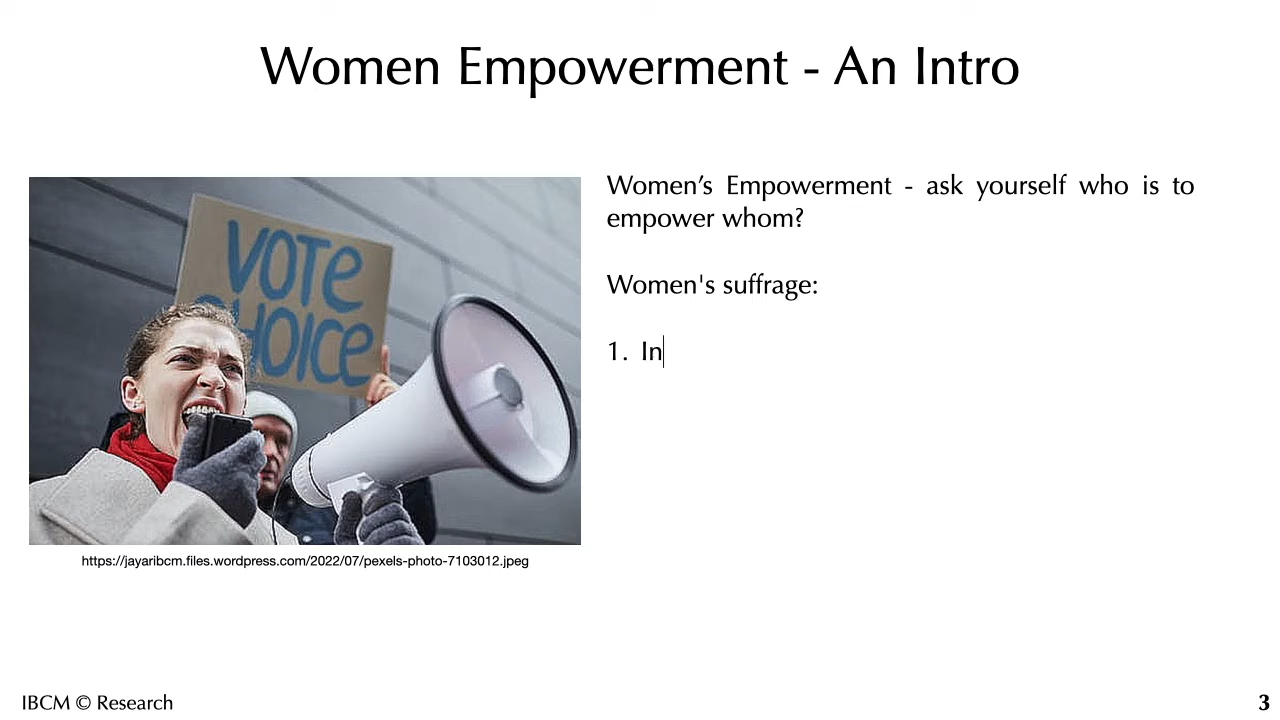 Women Empowerment - An Intro
VOTE
CHOICE
Women’s Empowerment - ask yourself who is to
empower whom?
Women's suffrage:
1. In
https://jayaribcm.files.wordpress.com/2022/07/pexels-photo-7103012.jpeg
IBCM © Research
3